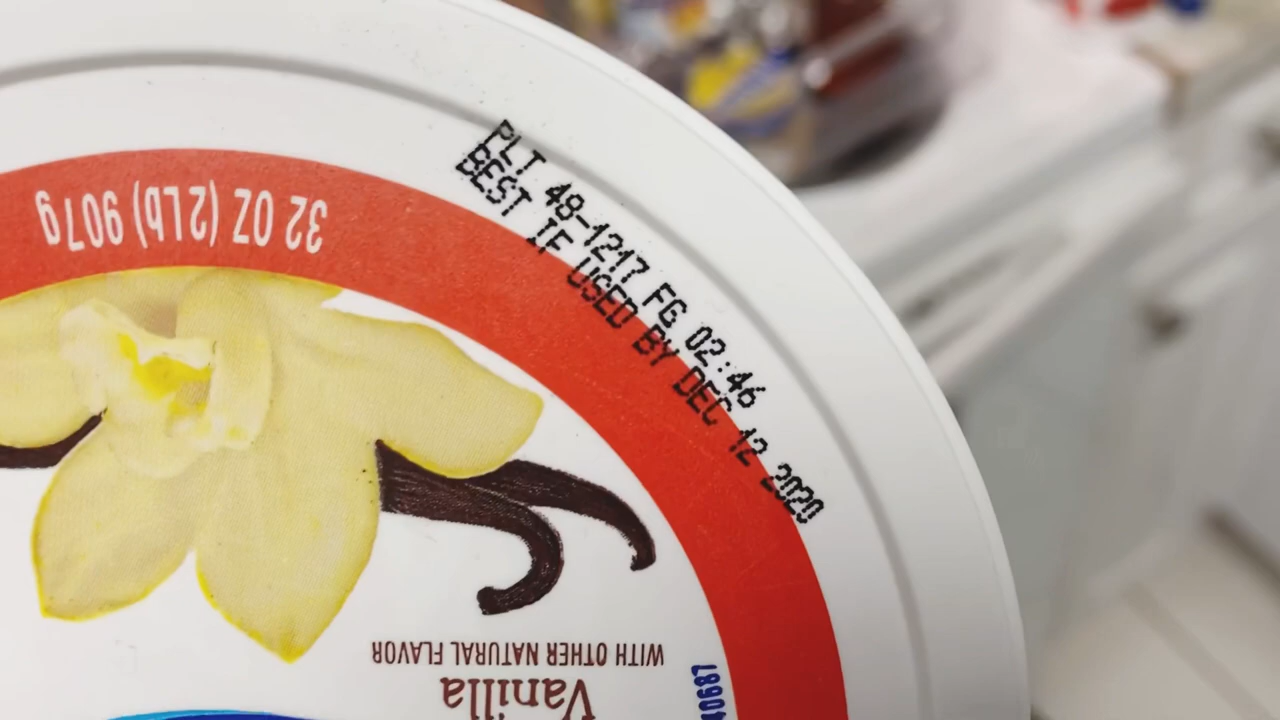 PLT 48-1217 FG 02:46
BEST IF USED BY DEC 12 2020
32 OZ (2Lb) 907g
Vanilla
WITH OTHER NATURAL FLAVOR
40687